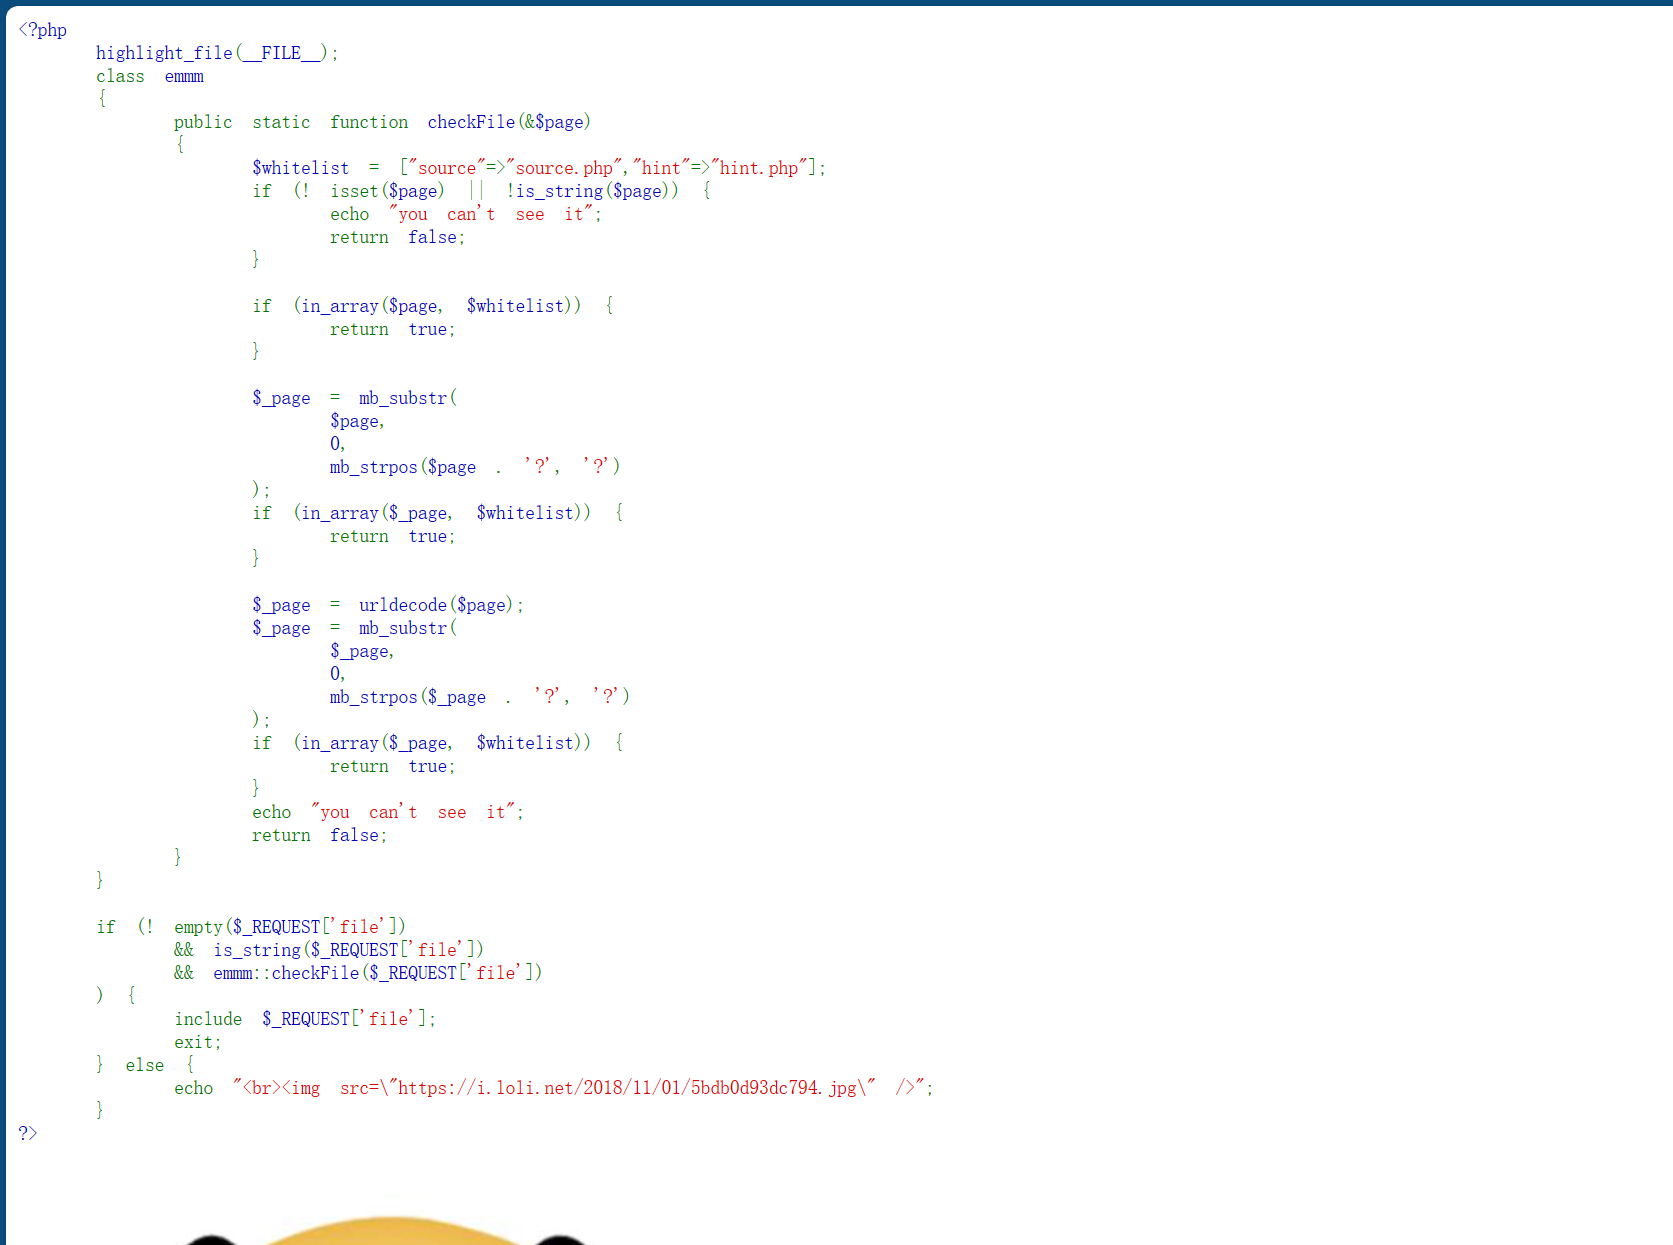 <?php
highlight_file(__FILE__);
class emmm
{
public static function checkFile(&$page)
{
$whitelist = ["source"=>"source.php","hint"=>"hint.php"];
if (! isset($page) || !is_string($page)) {
echo "you can't see it";
return false;
}
if (in_array($page, $whitelist)) {
return true;
}
$_page = mb_substr(
$page,
0,
mb_strpos($page . '?', '?')
);
if (in_array($_page, $whitelist)) {
return true;
}
$_page = urldecode($page);
$_page = mb_substr(
$_page,
0,
mb_strpos($_page . '?', '?')
);
if (in_array($_page, $whitelist)) {
return true;
}
echo "you can't see it";
return false;
}
}
if (! empty($_REQUEST['file'])
&& is_string($_REQUEST['file'])
&& emmm::checkFile($_REQUEST['file'])
) {
include $_REQUEST['file'];
exit;
} else {
echo "<br><img src=\"https://i.loli.net/2018/11/01/5bdb0d93dc794.jpg\" />";
}
?>